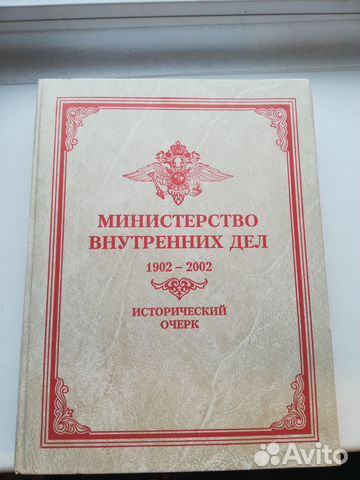 МИНИСТЕРСТВО
ВНУТРЕННИХ ДЕЛ
1902 – 2002
ИСТОРИЧЕСКИЙ
ОЧЕРК
Avito